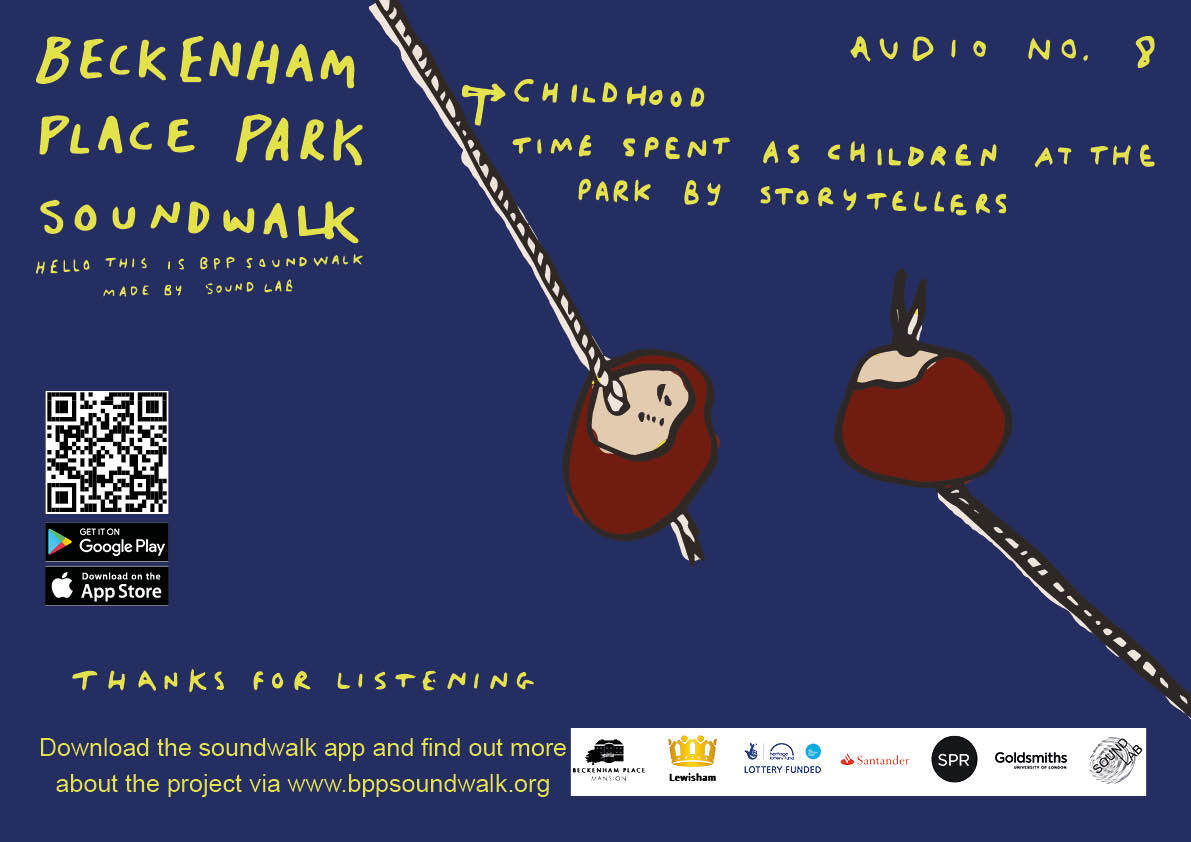 BECKENHAM
PLACE PARK
SOUNDWALK
HELLO THIS IS BPP SOUNDWALK
MADE BY SOUND LAB
AUDIO NO. 8
CHILDHOOD
TIME SPENT AS CHILDREN AT THE
PARK BY STORYTELLERS
GET IT ON
Google Play
Download on the
App Store
THANKS FOR LISTENING
Download the soundwalk app and find out more
about the project via www.bppsoundwalk.org
BECKENHAM PLACE
MANSION
Lewisham
heritage
lottery fund
LOTTERY FUNDED
Santander
SPR
Goldsmiths
UNIVERSITY OF LONDON
SOUND
LAB